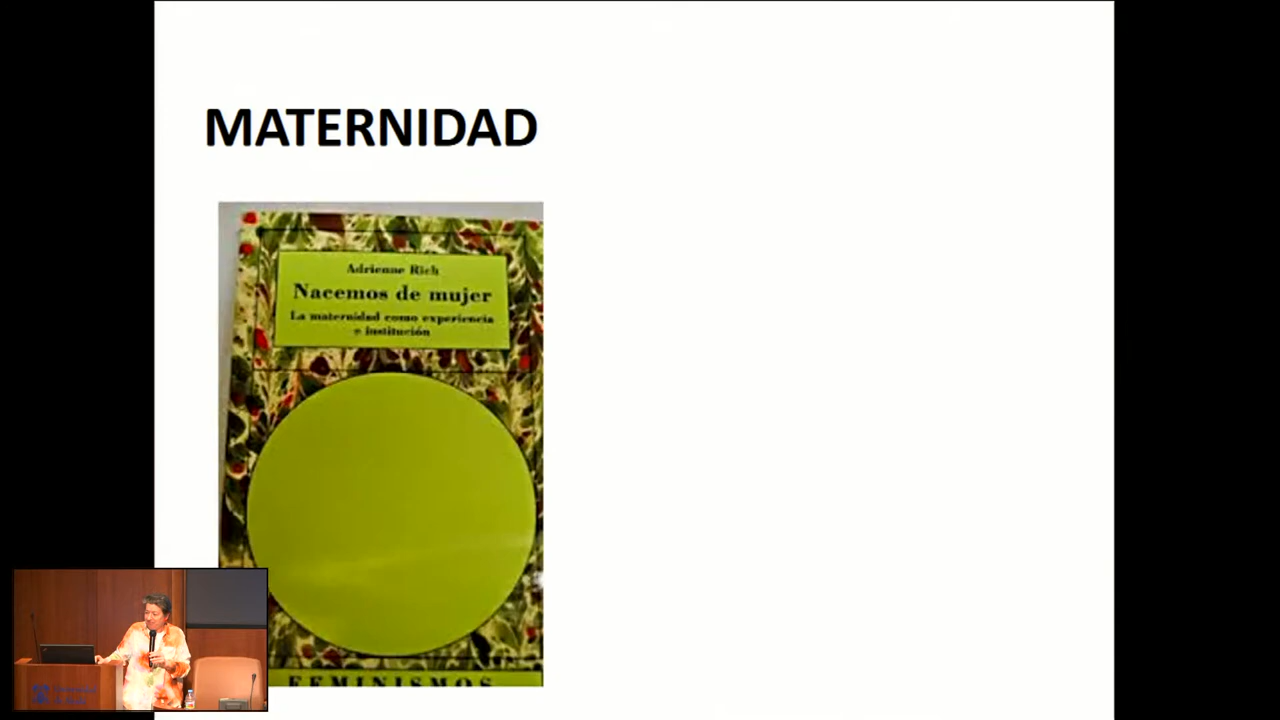 MATERNIDAD
Adrienne Rich
Nacemos de mujer
La maternidad como experiencia
e institución
FEMINISMOS